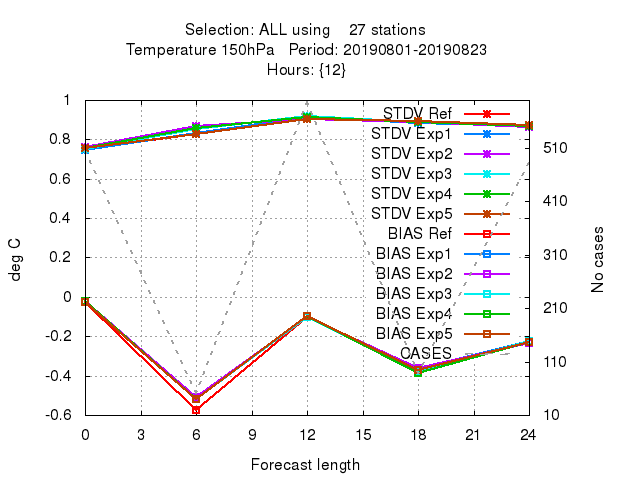 Selection: ALL using 27 stations
Temperature 150hPa Period: 20190801-20190823
Hours: {12}
1
0.8
0.6
0.4
0.2
0
-0.2
-0.4
-0.6
deg C
STDV Ref
STDV Exp1
STDV Exp2
STDV Exp3
STDV Exp4
STDV Exp5
BIAS Ref
BIAS Exp1
BIAS Exp2
BIAS Exp3
BIAS Exp4
BIAS Exp5
CASES
510
410
310
210
110
10
No cases
0 3 6 9 12 15 18 21 24
Forecast length